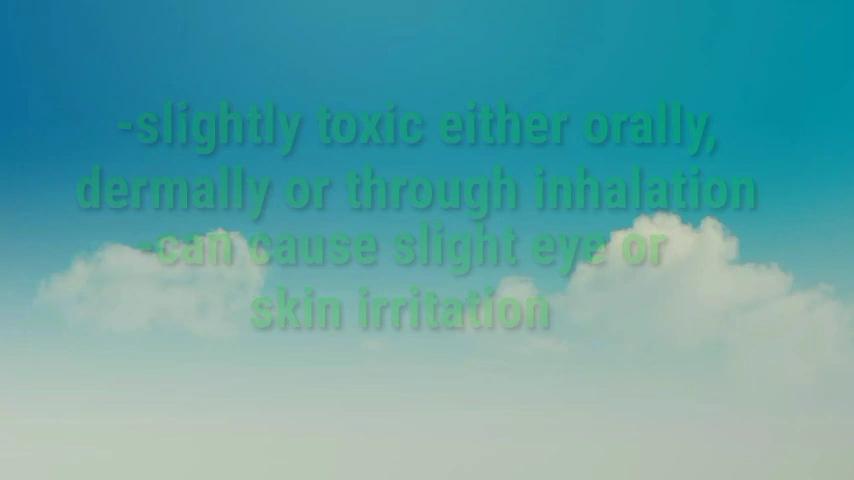 -slightly toxic either orally,
dermally or through inhalation
-can cause slight eye or
skin irritation